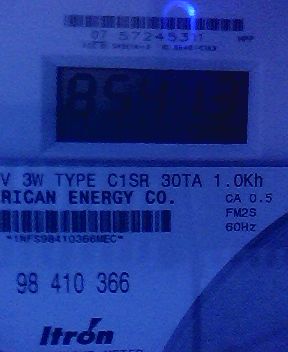 07 57245311
85413
V 3W TYPE C1SR 30TA 1.0Kh
RICAN ENERGY CO.
CA 0.5
FM2S
60Hz
98 410 366
Itron